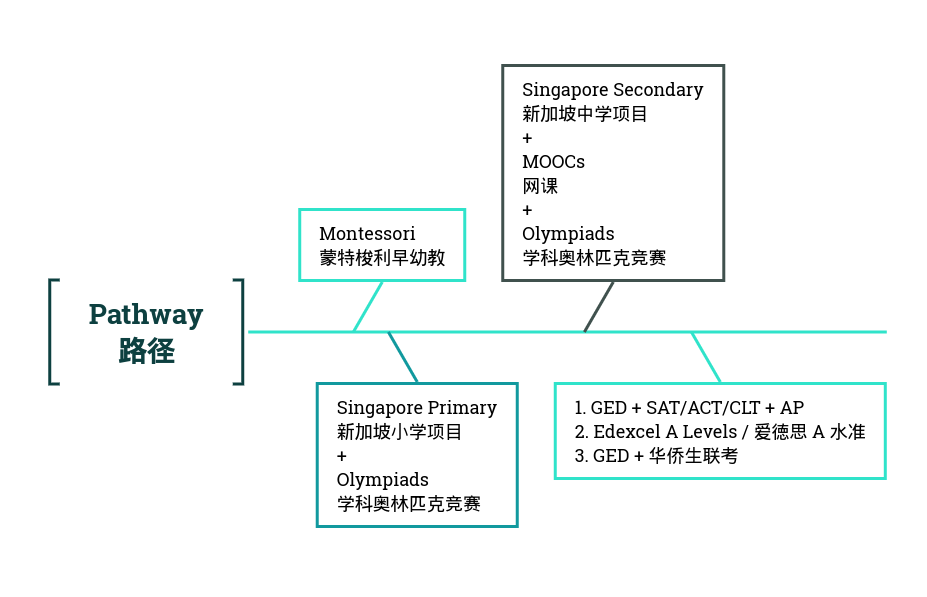 Pathway
路径
Montessori
蒙特梭利早幼教
Singapore Primary
新加坡小学项目
+
Olympiads
学科奥林匹克竞赛
Singapore Secondary
新加坡中学项目
+
MOOCs
网课
+
Olympiads
学科奥林匹克竞赛
1. GED + SAT/ACT/CLT + AP
2. Edexcel A Levels / 爱德思 A 水准
3. GED + 华侨生联考